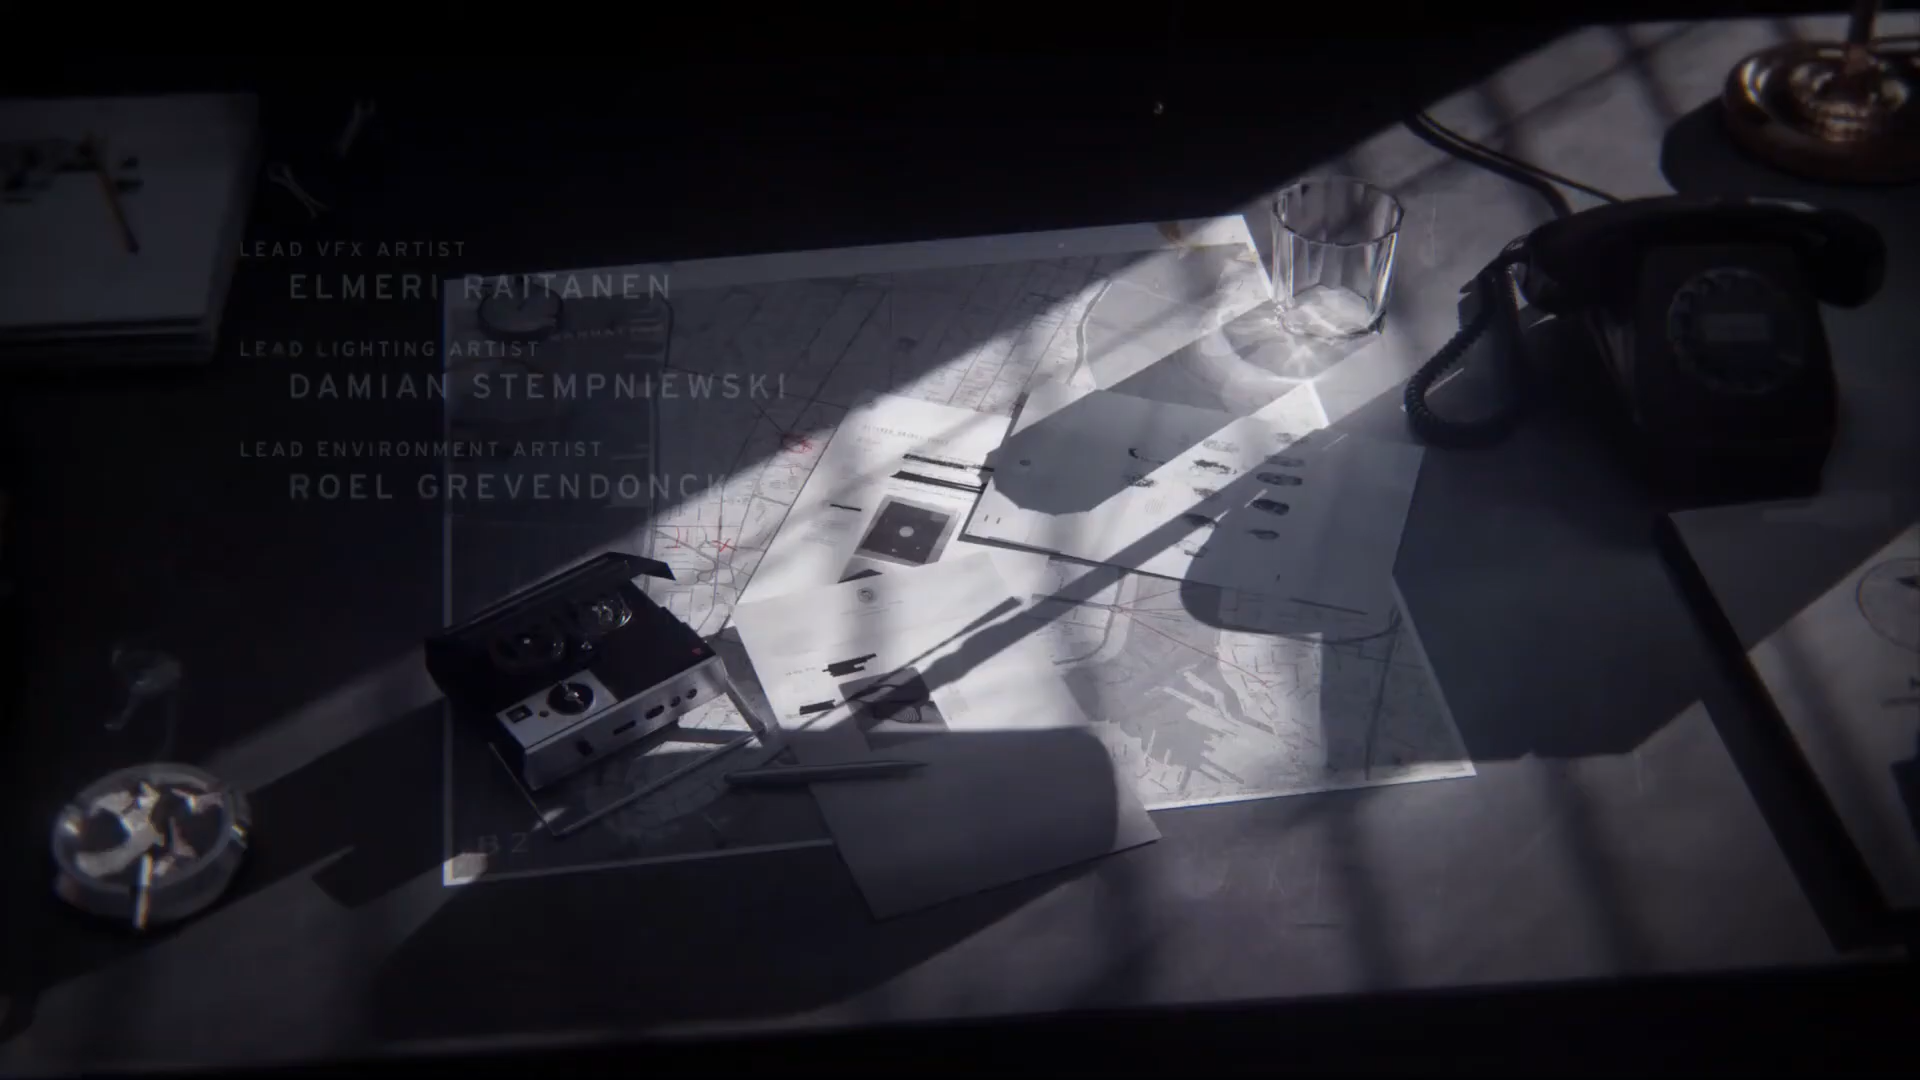 LEAD VFX ARTIST
ELMERI RAITANEN
LEAD LIGHTING ARTIST
DAMIAN STEMPNIEWSKI
LEAD ENVIRONMENT ARTIST
ROEL GREVENDONCK